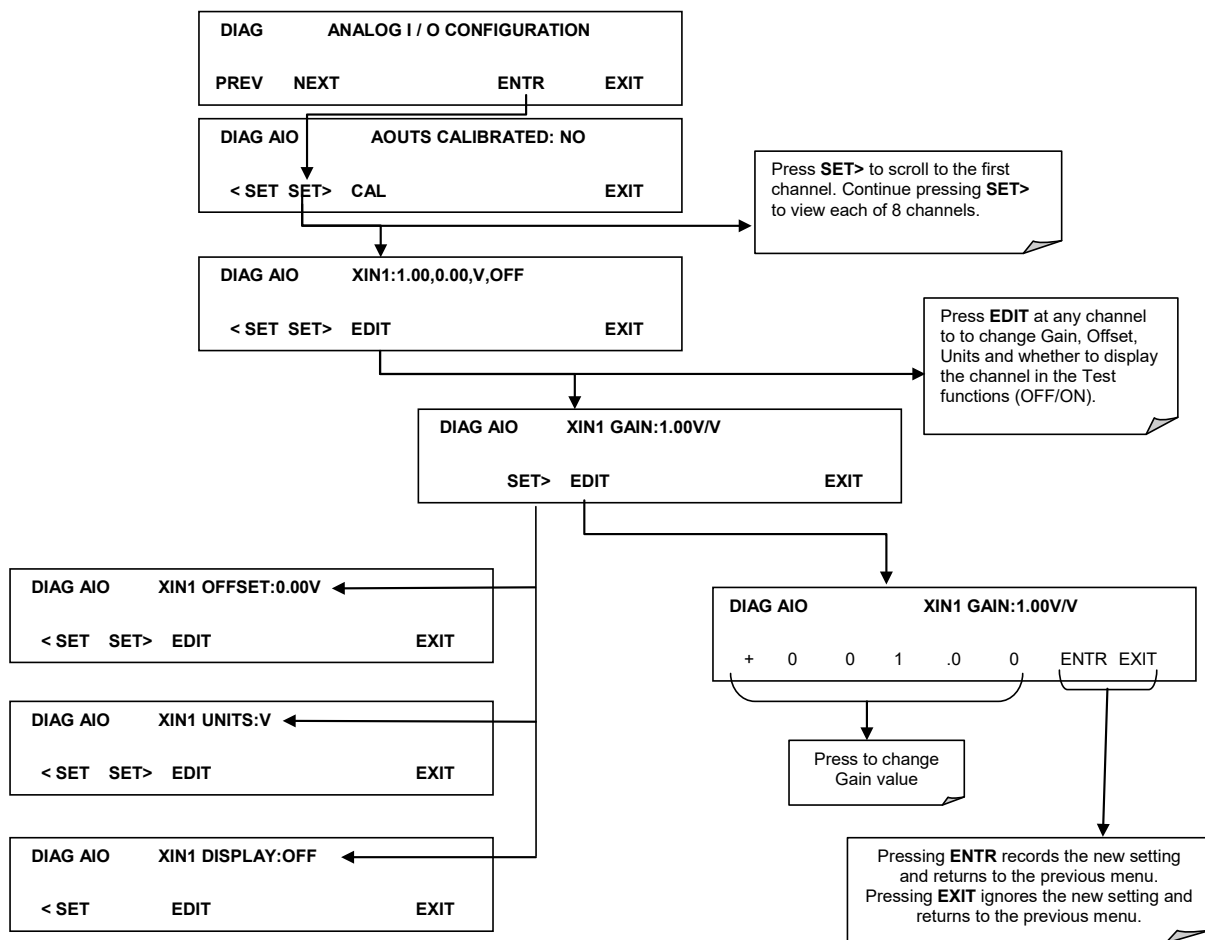 DIAG ANALOG I / O CONFIGURATION
PREV NEXT ENTR EXIT
DIAG AIO AOUTS CALIBRATED: NO
< SET SET> CAL EXIT
Press SET> to scroll to the first
channel. Continue pressing SET>
to view each of 8 channels.
DIAG AIO XIN1:1.00,0.00,V,OFF
< SET SET> EDIT EXIT
Press EDIT at any channel
to to change Gain, Offset,
Units and whether to display
the channel in the Test
functions (OFF/ON).
DIAG AIO XIN1 GAIN:1.00V/V
SET> EDIT EXIT
DIAG AIO XIN1 OFFSET:0.00V
< SET SET> EDIT EXIT
DIAG AIO XIN1 GAIN:1.00V/V
+ 0 0 1 .0 0 ENTR EXIT
DIAG AIO XIN1 UNITS:V
< SET SET> EDIT EXIT
Press to change
Gain value
DIAG AIO XIN1 DISPLAY:OFF
< SET EDIT EXIT
Pressing ENTR records the new setting
and returns to the previous menu.
Pressing EXIT ignores the new setting and
returns to the previous menu.